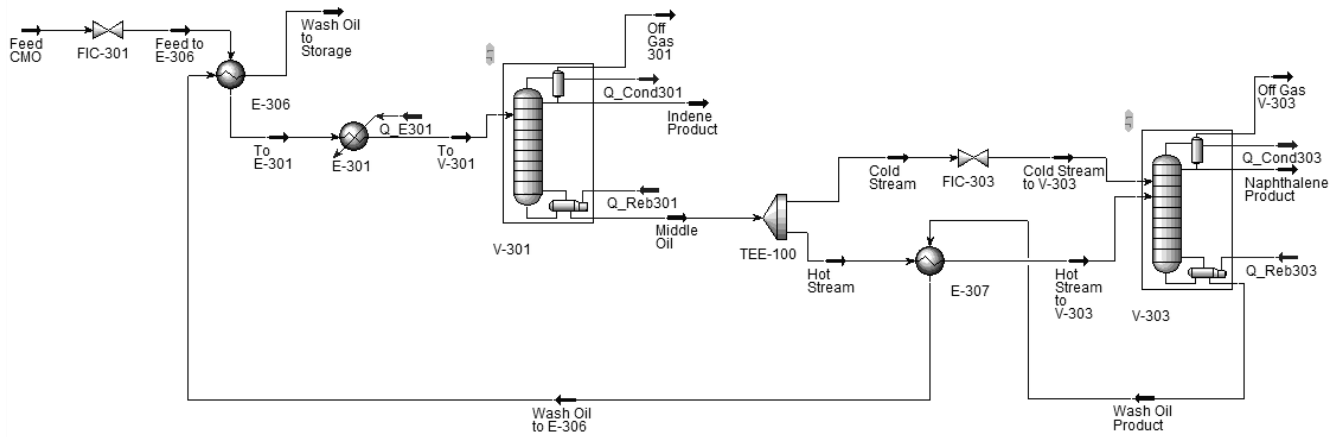 Feed
CMO
FIC-301
Feed to
E-306
Wash Oil
to
Storage
E-306
To
E-301
Q_E301
E-301
To
V-301
Off
Gas
301
Q_Cond301
Indene
Product
Q_Reb301
V-301
Middle
Oil
TEE-100
Cold
Stream
FIC-303
Cold Stream
to V-303
Hot
Stream
E-307
Hot
Stream
to
V-303
Off Gas
V-303
Q_Cond303
Naphthalene
Product
Q_Reb303
V-303
Wash Oil
to E-306
Wash Oil
Product